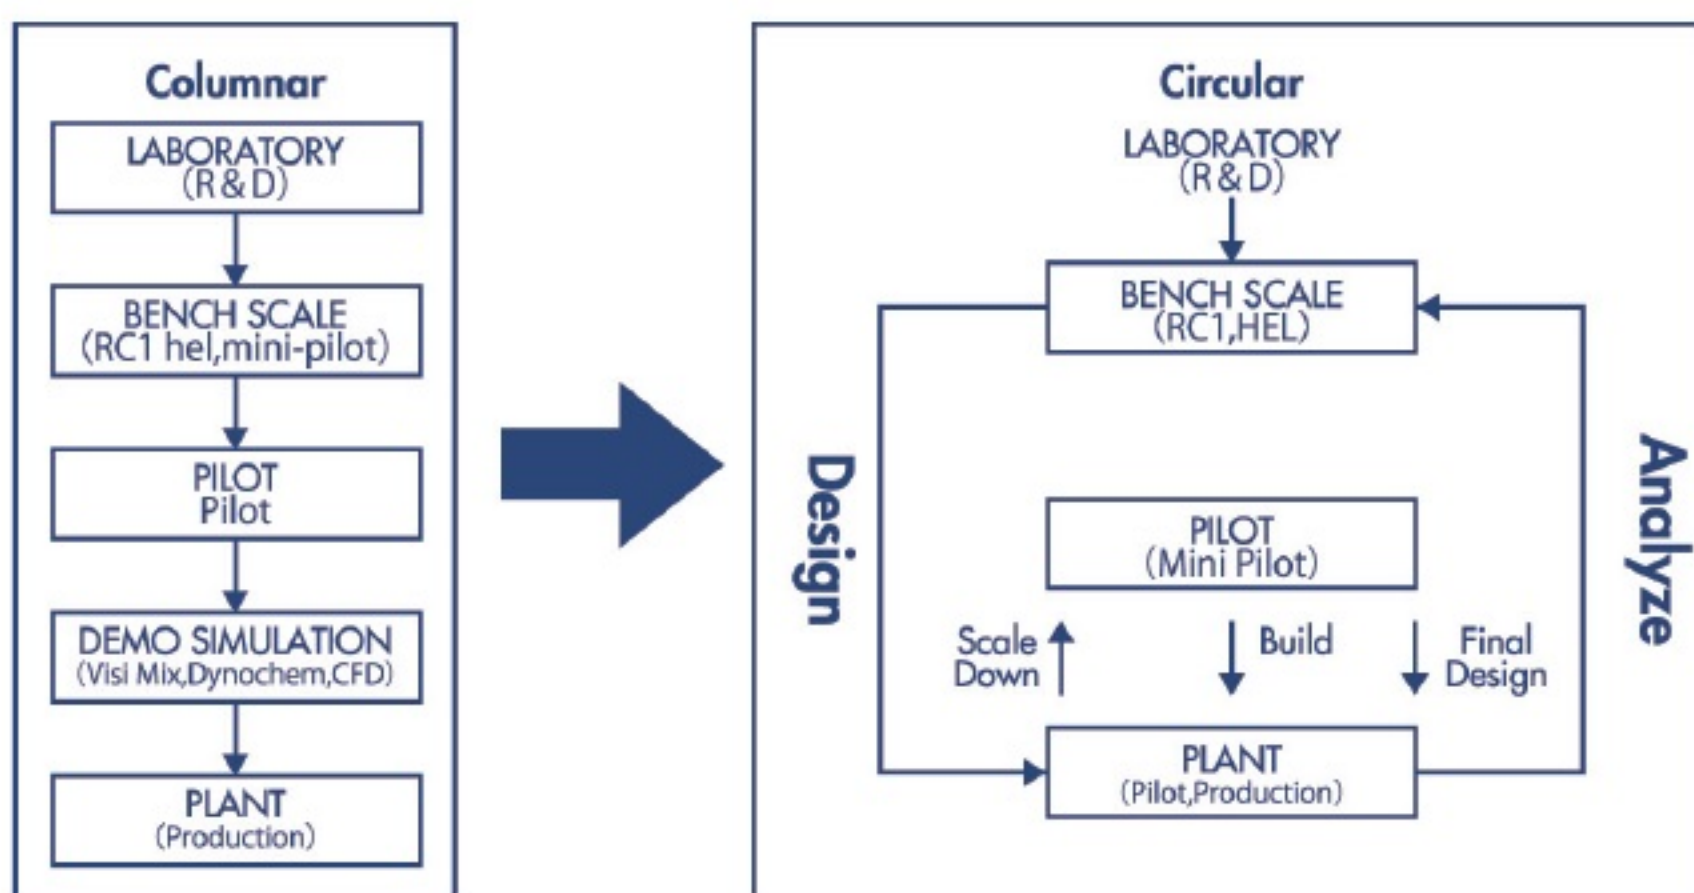 Columnar
LABORATORY
(R & D)
BENCH SCALE
(RC1 hel,mini-pilot)
PILOT
Pilot
DEMO SIMULATION
(Visi Mix,Dynochem,CFD)
PLANT
(Production)
Circular
LABORATORY
(R & D)
BENCH SCALE
(RC1,HEL)
Design
Analyze
PILOT
(Mini Pilot)
Scale
Down
Build
Final
Design
PLANT
(Pilot,Production)